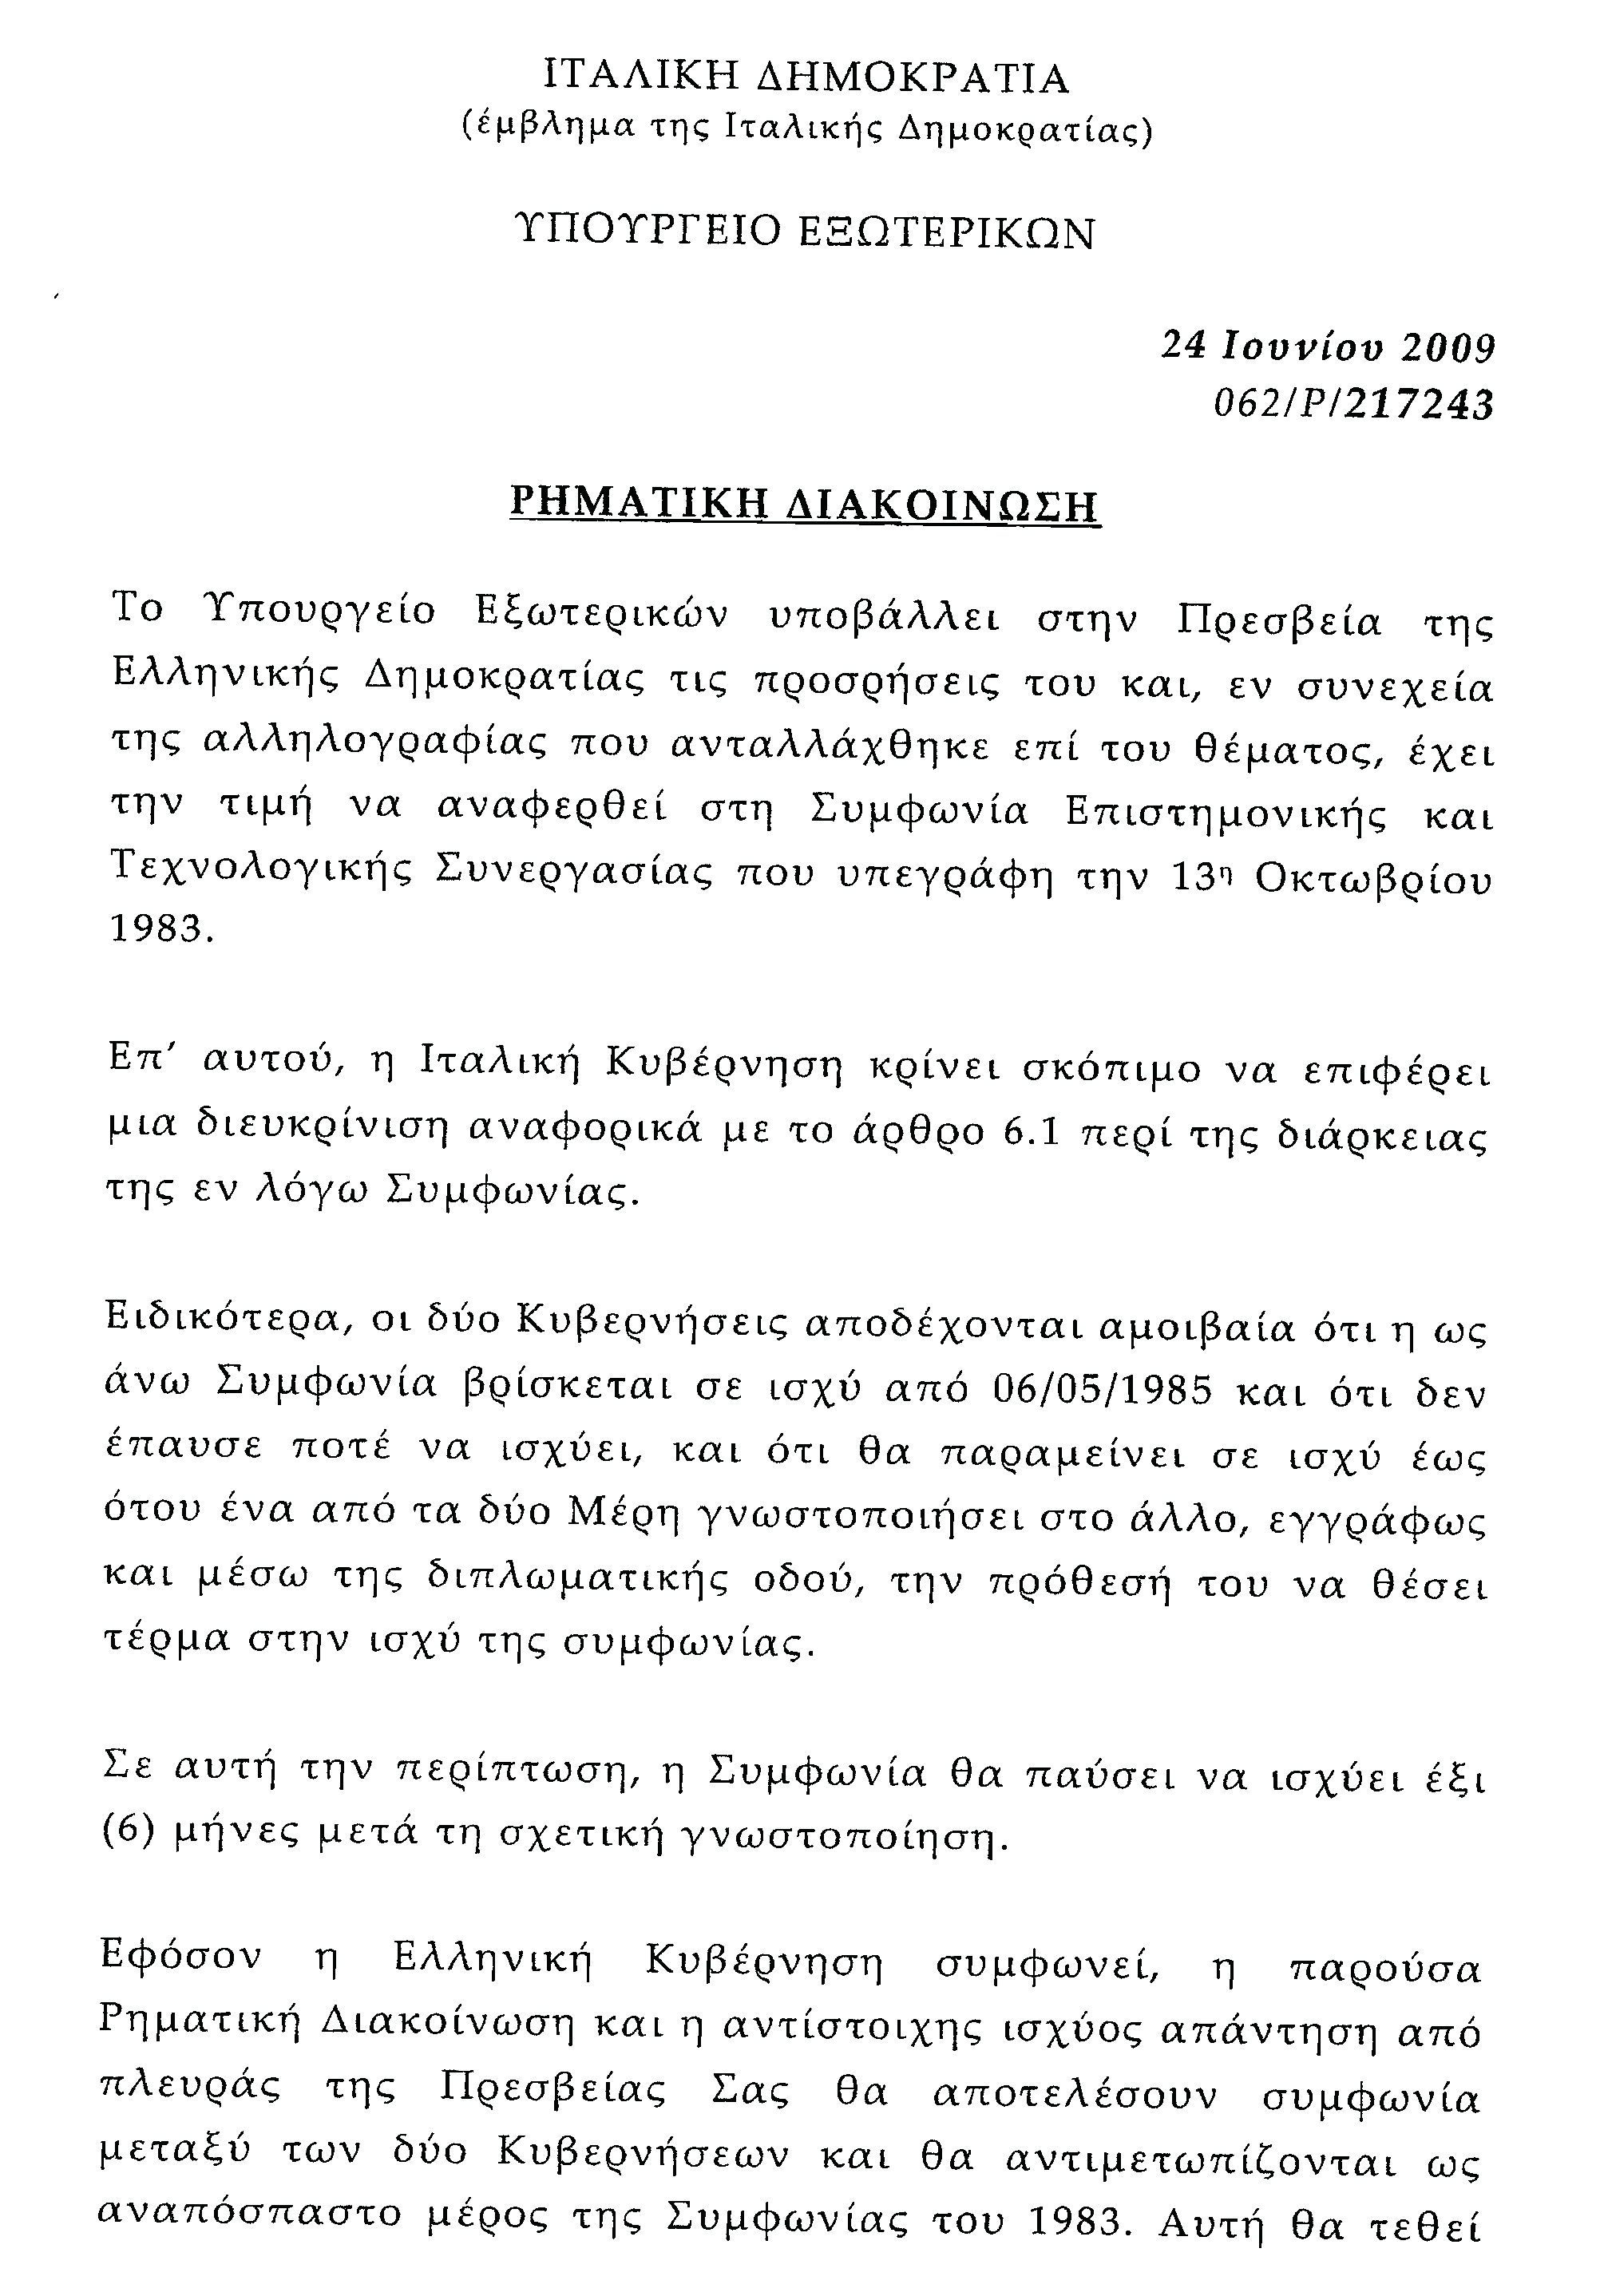 ΙΤΑΛΙΚΗ ΔΗΜΟΚΡΑΤΙΑ
(έμβλημα της Ιταλικής Δημοκρατίας)
ΥΠΟΥΡΓΕΙΟ ΕΞΩΤΕΡΙΚΩΝ
24 Ιουνίου 2009
062/P/217243
ΡΗΜΑΤΙΚΗ ΔΙΑΚΟΙΝΩΣΗ
Το Υπουργείο Εξωτερικών υποβάλλει στην Πρεσβεία της
Ελληνικής Δημοκρατίας τις προσρήσεις του και, εν συνεχεία
της αλληλογραφίας που ανταλλάχθηκε επί του θέματος, έχει
την τιμή να αναφερθεί στη Συμφωνία Επιστημονικής και
Τεχνολογικής Συνεργασίας που υπεγράφη την 13η Οκτωβρίου
1983.
Επ' αυτού, η Ιταλική Κυβέρνηση κρίνει σκόπιμο να επιφέρει
μια διευκρίνιση αναφορικά με το άρθρο 6.1 περί της διάρκειας
της εν λόγω Συμφωνίας.
Ειδικότερα, οι δύο Κυβερνήσεις αποδέχονται αμοιβαία ότι η ως
άνω Συμφωνία βρίσκεται σε ισχύ από 06/05/1985 και ότι δεν
έπαυσε ποτέ να ισχύει, και ότι θα παραμείνει σε ισχύ έως
ότου ένα από τα δύο Μέρη γνωστοποιήσει στο άλλο, εγγράφως
και μέσω της διπλωματικής οδού, την πρόθεσή του να θέσει
τέρμα στην ισχύ της συμφωνίας.
Σε αυτή την περίπτωση, η Συμφωνία θα παύσει να ισχύει έξι
(6) μήνες μετά τη σχετική γνωστοποίηση.
Εφόσον η Ελληνική Κυβέρνηση συμφωνεί, η παρούσα
Ρηματική Διακοίνωση και η αντίστοιχης ισχύος απάντηση από
πλευράς της Πρεσβείας Σας θα αποτελέσουν συμφωνία
μεταξύ των δύο Κυβερνήσεων και θα αντιμετωπίζονται ως
αναπόσπαστο μέρος της Συμφωνίας του 1983. Αυτή θα τεθεί